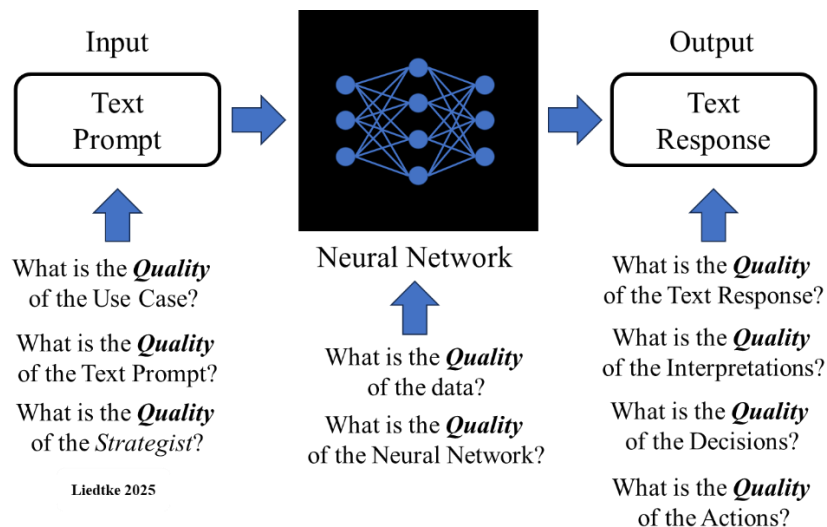 Input
Text
Prompt
What is the Quality
of the Use Case?
What is the Quality
of the Text Prompt?
What is the Quality
of the Strategist?
Liedtke 2025
Neural Network
What is the Quality
of the data?
What is the Quality
of the Neural Network?
Output
Text
Response
What is the Quality
of the Text Response?
What is the Quality
of the Interpretations?
What is the Quality
of the Decisions?
What is the Quality
of the Actions?